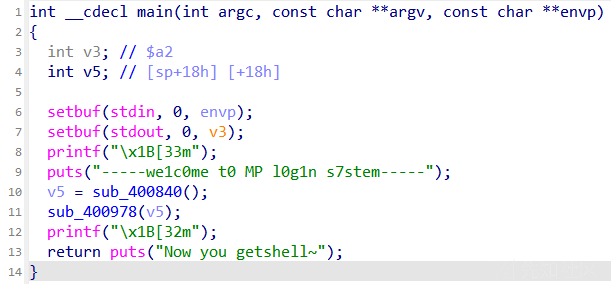 1 int __cdecl main(int argc, const char **argv, const char **envp)
2 {
3 int v3; // $a2
4 int v5; // [sp+18h] [+18h]
5
6 setbuf(stdin, 0, envp);
7 setbuf(stdout, 0, v3);
8 printf("\x1B[33m");
9 puts("-----we1c0me t0 MP l0g1n s7stem-----");
10 v5 = sub_400840();
11 sub_400978(v5);
12 printf("\x1B[32m");
13 return puts("Now you getshell~");
14 }